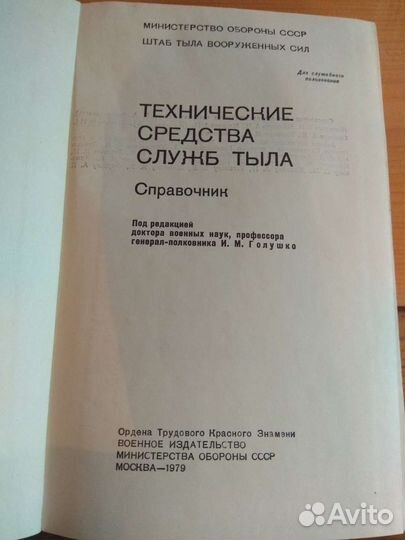 МИНИСТЕРСТВО ОБОРОНЫ СССР
ШТАБ ТЫЛА ВООРУЖЕННЫХ СИЛ
Для служебного
пользования
ТЕХНИЧЕСКИЕ
СРЕДСТВА
СЛУЖБ ТЫЛА
Справочник
Под редакцией
доктора военных наук, профессора
генерал-полковника И. М. Голушко
Ордена Трудового Красного Знамени
ВОЕННОЕ ИЗДАТЕЛЬСТВО
МИНИСТЕРСТВА ОБОРОНЫ СССР
МОСКВА—1979
Avito